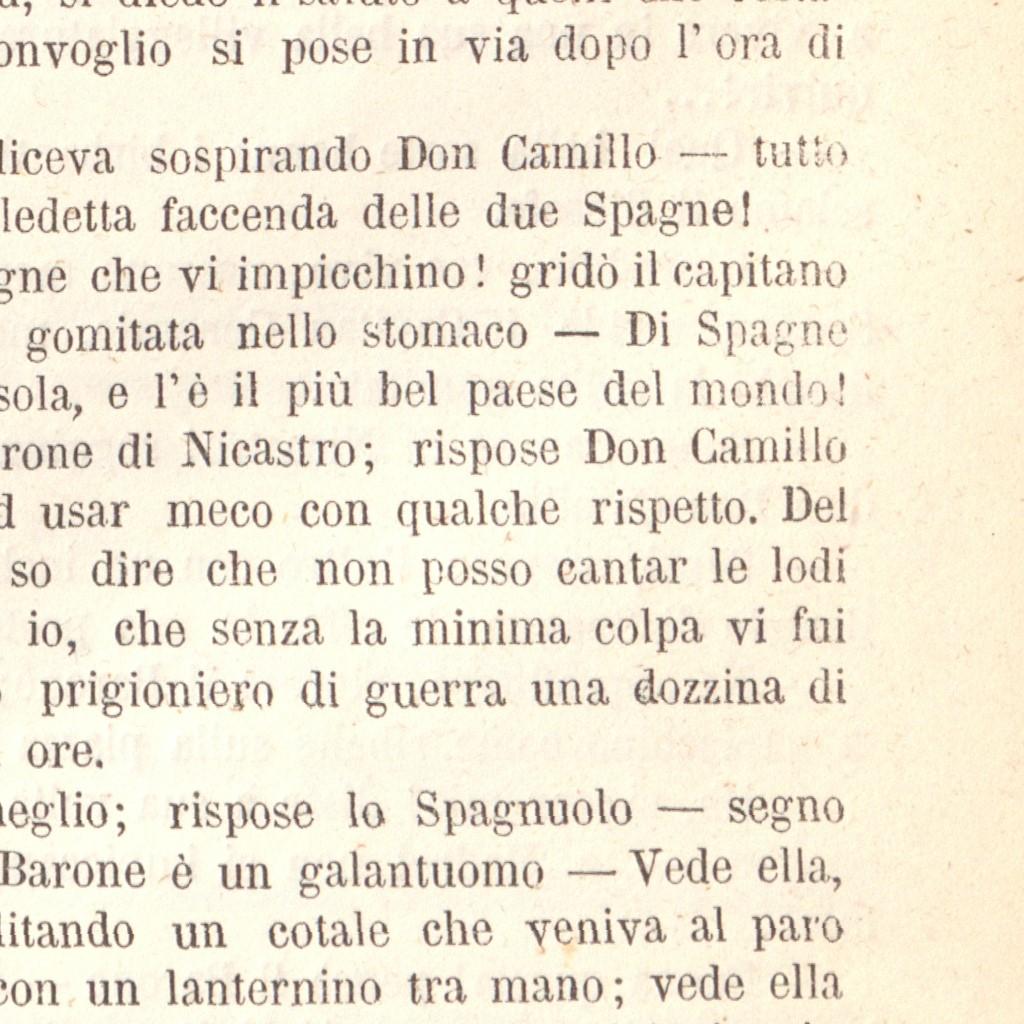 onvoglio si pose in via dopo l'ora di
liceva sospirando Don Camillo — tutto
ledetta faccenda delle due Spagne!
gne che vi impicchino! gridò il capitano
gomitata nello stomaco — Di Spagne
sola, e l'è il più bel paese del mondo!
rone di Nicastro; rispose Don Camillo
d usar meco con qualche rispetto. Del
so dire che non posso cantar le lodi
io, che senza la minima colpa vi fui
prigioniero di guerra una dozzina di
ore.
neglio; rispose lo Spagnuolo — segno
Barone è un galantuomo — Vede ella,
litando un cotale che veniva al paro
con un lanternino tra mano; vede ella